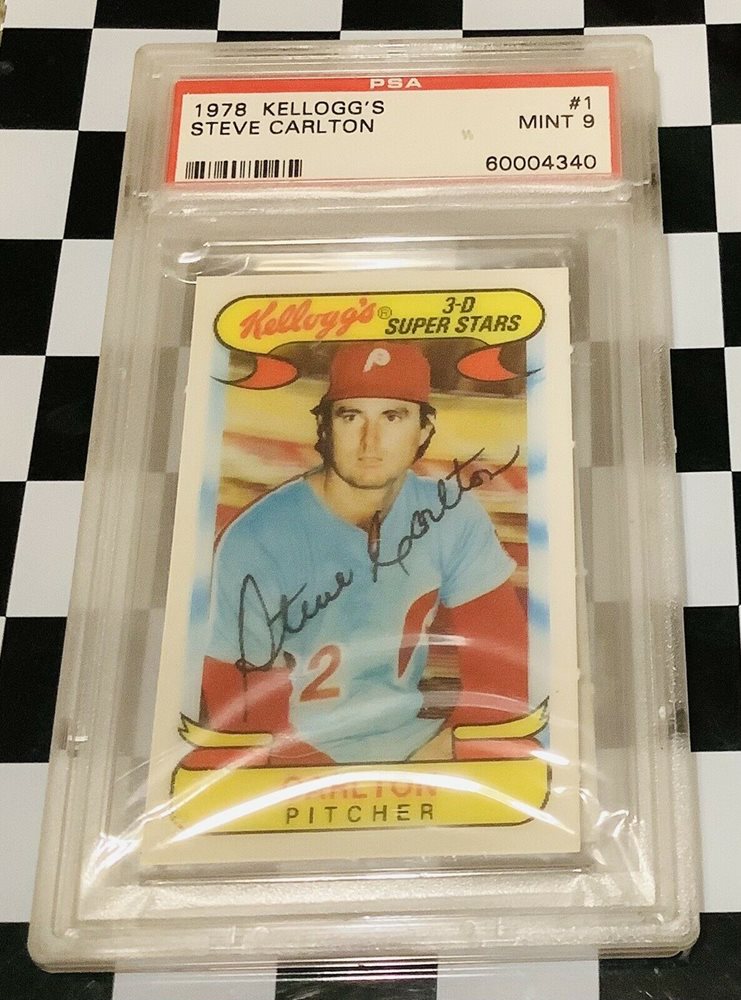 PSA
1978 KELLOGG'S #1
STEVE CARLTON MINT 9
60004340
Kellogg's® 3-D
SUPER STARS
P
Steve Carlton
2 P
CARLTON
PITCHER